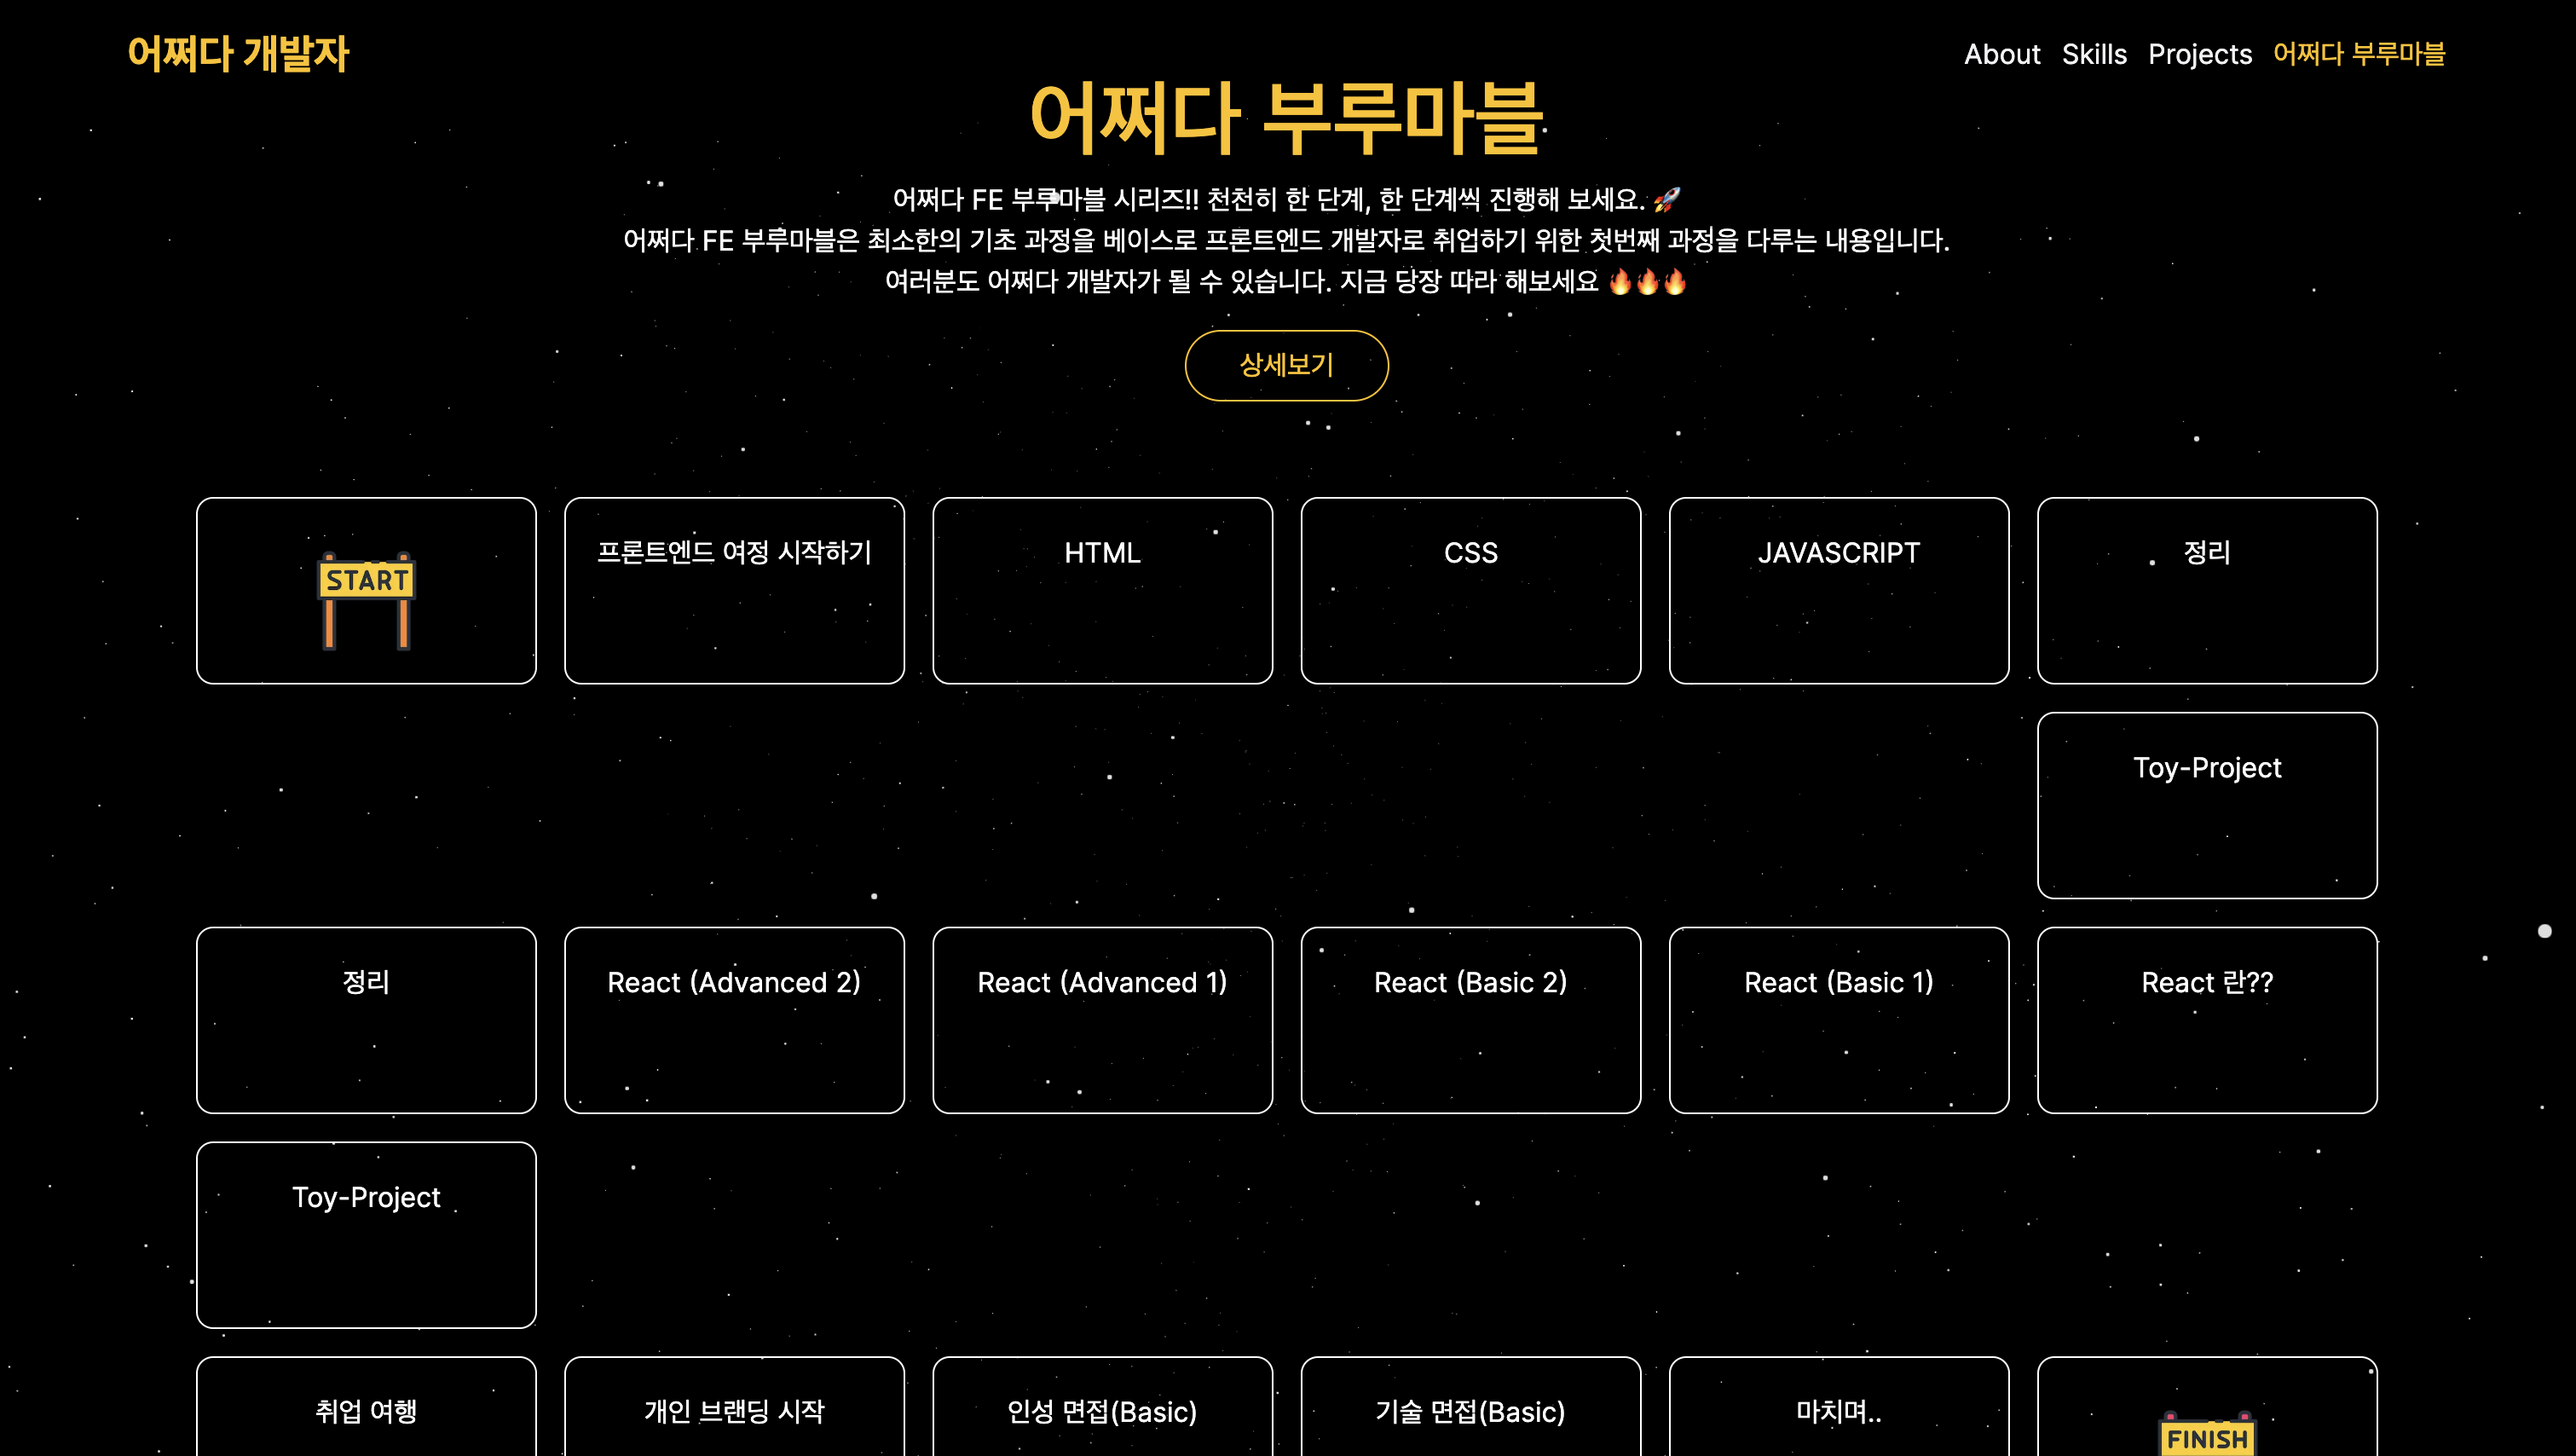 어쩌다 개발자
About Skills Projects 어쩌다 부루마블
어쩌다 부루마블
어쩌다 FE 부루마블 시리즈!! 천천히 한 단계, 한 단계씩 진행해 보세요. 🚀
어쩌다 FE 부루마블은 최소한의 기초 과정을 베이스로 프론트엔드 개발자로 취업하기 위한 첫번째 과정을 다루는 내용입니다.
여러분도 어쩌다 개발자가 될 수 있습니다. 지금 당장 따라 해보세요 🔥🔥🔥
상세보기
START
프론트엔드 여정 시작하기
HTML
CSS
JAVASCRIPT
정리
Toy-Project
정리
React (Advanced 2)
React (Advanced 1)
React (Basic 2)
React (Basic 1)
React 란??
Toy-Project
취업 여행
개인 브랜딩 시작
인성 면접(Basic)
기술 면접(Basic)
마치며..
FINISH